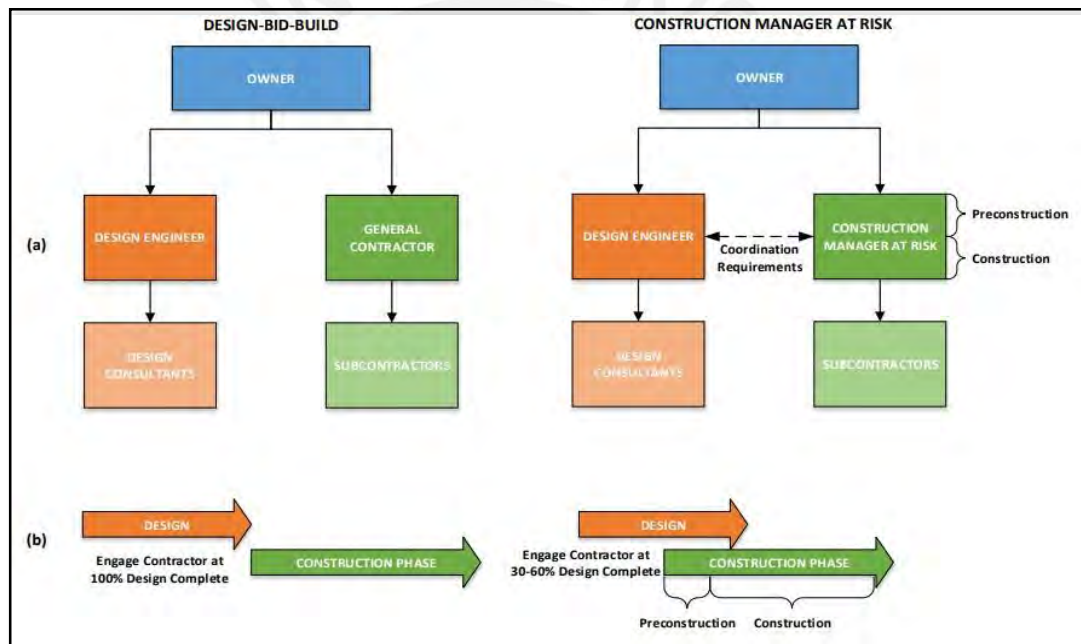 DESIGN-BID-BUILD
OWNER
DESIGN ENGINEER
GENERAL
CONTRACTOR
DESIGN
CONSULTANTS
SUBCONTRACTORS
CONSTRUCTION MANAGER AT RISK
OWNER
DESIGN ENGINEER
Coordination
Requirements
CONSTRUCTION
MANAGER AT RISK
Preconstruction
Construction
DESIGN
CONSULTANTS
SUBCONTRACTORS
(a)
(b)
DESIGN
Engage Contractor at
100% Design Complete
CONSTRUCTION PHASE
DESIGN
Engage Contractor at
30-60% Design Complete
CONSTRUCTION PHASE
Preconstruction
Construction